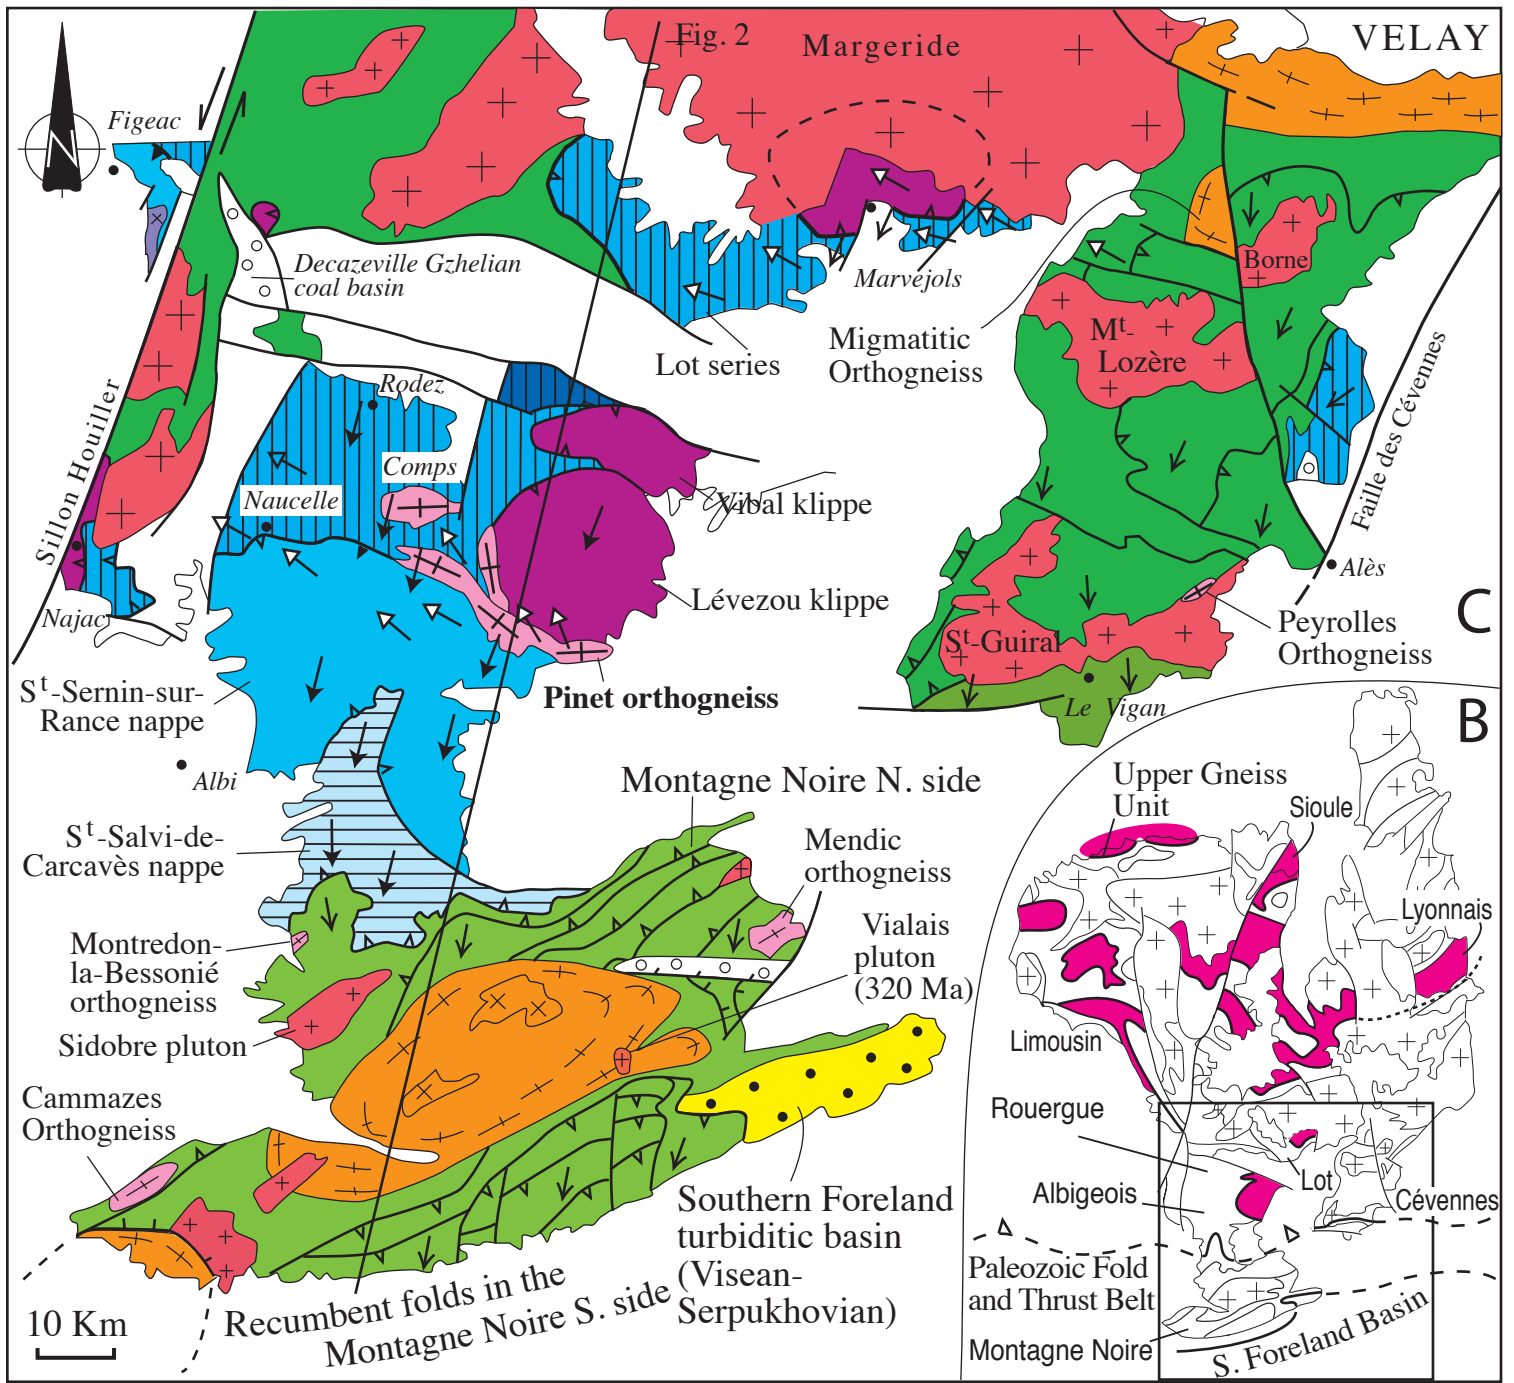 Fig. 2
Margeride
VELAY
N
Figeac
Decazeville Gzhelian
coal basin
Marvejols
Borne
Migmatitic
Orthogneiss
Lot series
Mt-
Lozère
Rodez
Comps
Naucelle
Sillon Houiller
Faille des Cévennes
Vibal klippe
Najac
Lévezou klippe
Alès
C
Peyrolles
Orthogneiss
St-Guiral
Le Vigan
St-Sernin-sur-
Rance nappe
Pinet orthogneiss
Albi
B
Montagne Noire N. side
Upper Gneiss
Unit
Sioule
St-Salvi-de-
Carcavès nappe
Mendic
orthogneiss
Lyonnais
Vialais
pluton
(320 Ma)
Montredon-
la-Bessonié
orthogneiss
Sidobre pluton
Limousin
Cammazes
Orthogneiss
Rouergue
Lot
Albigeois
Cévennes
Southern Foreland
turbiditic basin
(Visean-
Serpukhovian)
Paleozoic Fold
and Thrust Belt
Recumbent folds in the
Montagne Noire S. side
Montagne Noire
S. Foreland Basin
10 Km